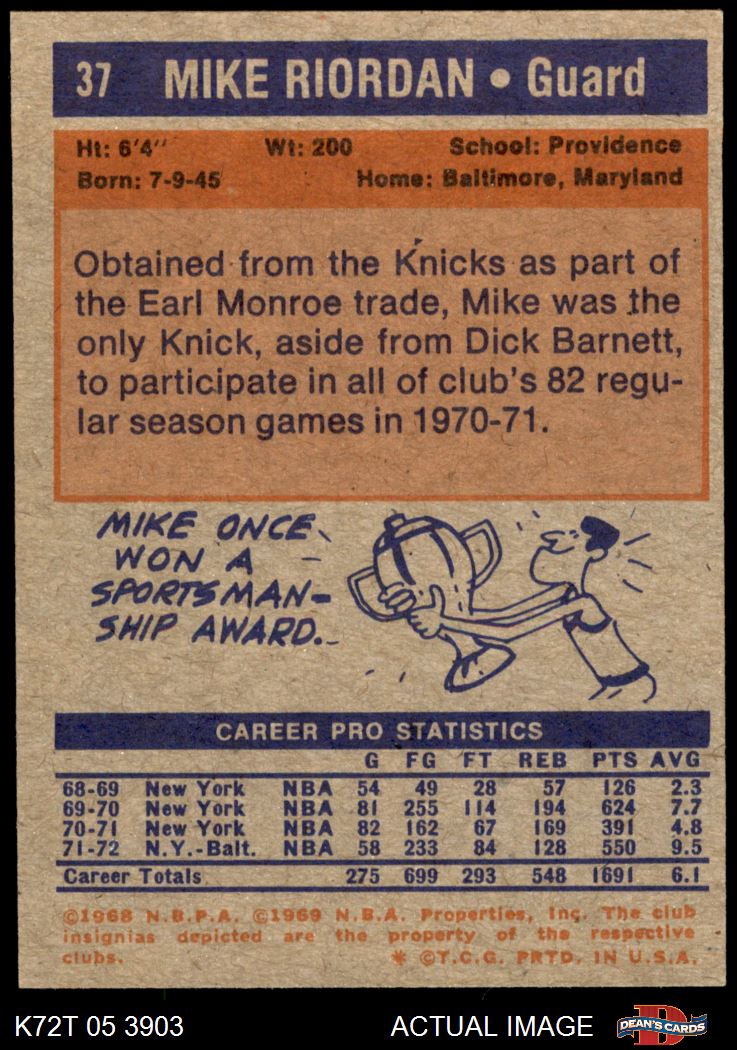 37 MIKE RIORDAN • Guard
Ht: 6'4" Wt: 200 School: Providence
Born: 7-9-45 Home: Baltimore, Maryland
Obtained from the Knicks as part of
the Earl Monroe trade, Mike was the
only Knick, aside from Dick Barnett,
to participate in all of club's 82 regu-
lar season games in 1970-71.
MIKE ONCE
WON A
SPORTSMAN-
SHIP AWARD.
CAREER PRO STATISTICS
G FG FT REB PTS AVG
68-69 New York NBA 54 49 28 57 126 2.3
69-70 New York NBA 81 255 114 194 624 7.7
70-71 New York NBA 82 162 67 169 391 4.8
71-72 N.Y.-Balt. NBA 58 233 84 128 550 9.5
Career Totals 275 699 293 548 1691 6.1
©1968 N.B.P.A. ©1969 N.B.A. Properties, Inc. The club
insignias depicted are the property of the respective
clubs. * ©T.C.G. PRTD. IN U.S.A.
K72T 05 3903 ACTUAL IMAGE D DEAN'S CARDS